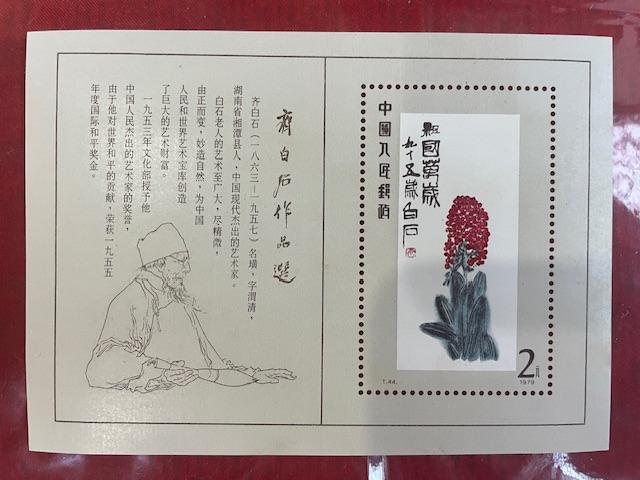 齐白石作品选
齐白石（一八六三—一九五七）名璜，字渭清，
湖南省湘潭县人，中国现代杰出的艺术家。
白石老人的艺术至广大，尽精微，
由正而变，妙造自然，为中国
人民和世界艺术宝库创造
了巨大的艺术财富。
一九五三年文化部授予他
中国人民杰出的艺术家的奖誉，
由于他对世界和平的贡献，荣获一九五五
年度国际和平奖金。
中国人民邮政
祖國萬歲
九十五歲白石
2元
T.44.
1979